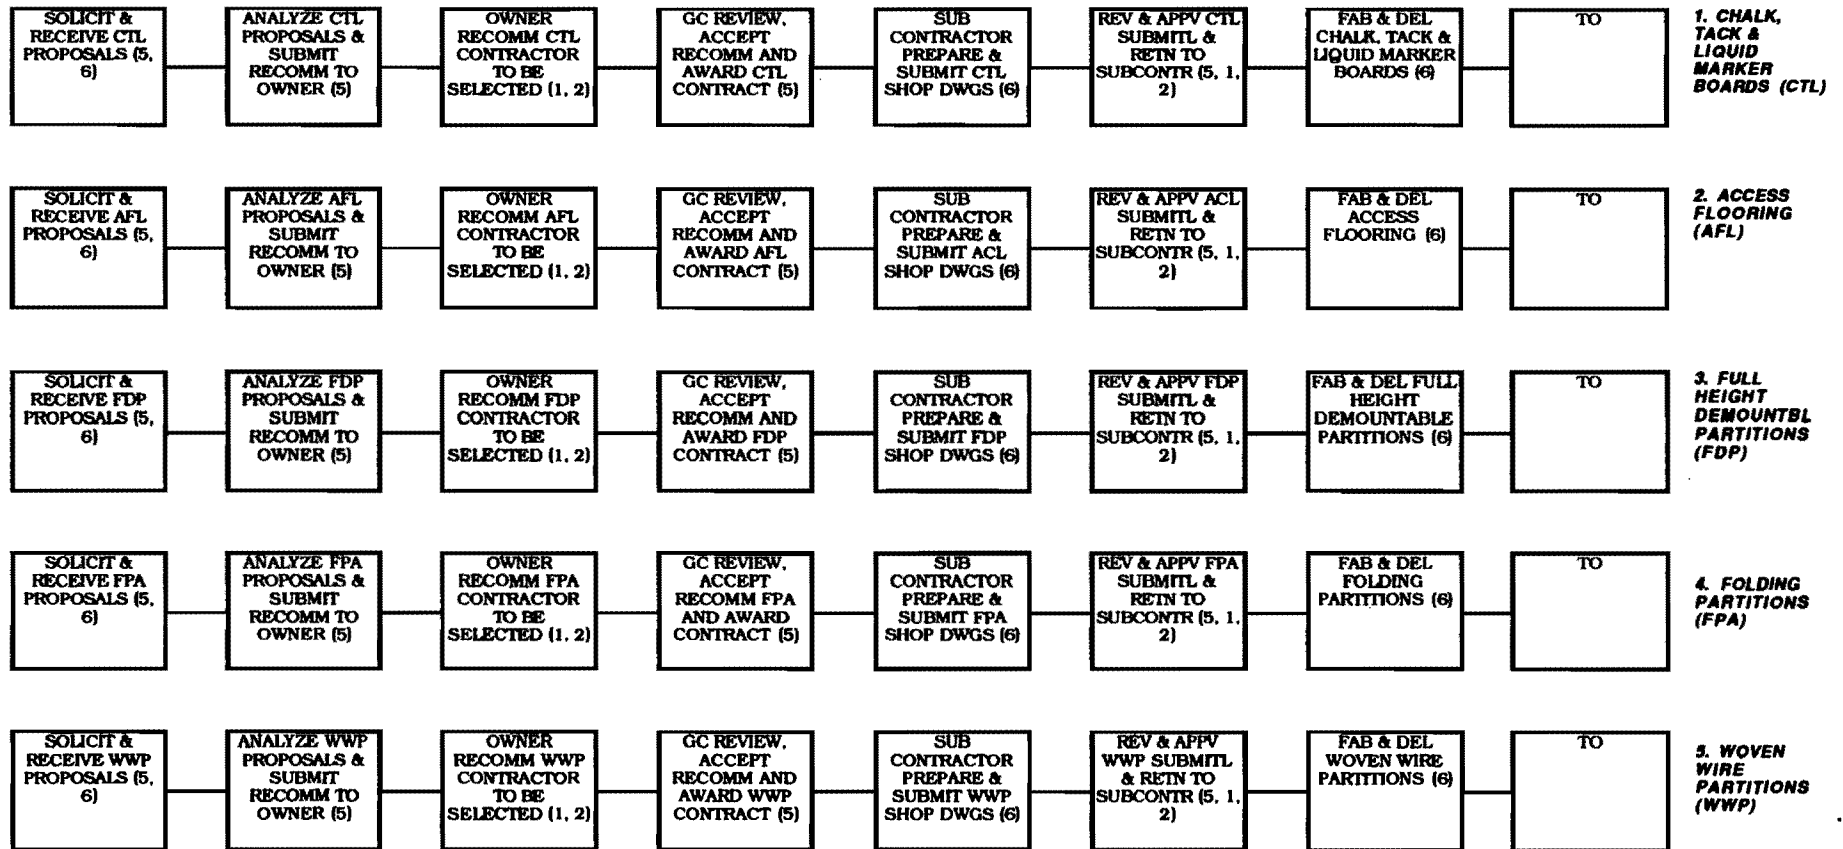 SOLICIT &
RECEIVE CTL
PROPOSALS (5,
6)
ANALYZE CTL
PROPOSALS &
SUBMIT
RECOMM TO
OWNER (5)
OWNER
RECOMM CTL
CONTRACTOR
TO BE
SELECTED (1, 2)
GC REVIEW,
ACCEPT
RECOMM AND
AWARD CTL
CONTRACT (5)
SUB
CONTRACTOR
PREPARE &
SUBMIT CTL
SHOP DWGS (6)
REV & APPV CTL
SUBMITL &
RETN TO
SUBCONTR (5, 1,
2)
FAB & DEL
CHALK, TACK &
LIQUID MARKER
BOARDS (6)
TO
1. CHALK,
TACK &
LIQUID
MARKER
BOARDS (CTL)
SOLICIT &
RECEIVE AFL
PROPOSALS (5,
6)
ANALYZE AFL
PROPOSALS &
SUBMIT
RECOMM TO
OWNER (5)
OWNER
RECOMM AFL
CONTRACTOR
TO BE
SELECTED (1, 2)
GC REVIEW,
ACCEPT
RECOMM AND
AWARD AFL
CONTRACT (5)
SUB
CONTRACTOR
PREPARE &
SUBMIT ACL
SHOP DWGS (6)
REV & APPV ACL
SUBMITL &
RETN TO
SUBCONTR (5, 1,
2)
FAB & DEL
ACCESS
FLOORING (6)
TO
2. ACCESS
FLOORING
(AFL)
SOLICIT &
RECEIVE FDP
PROPOSALS (5,
6)
ANALYZE FDP
PROPOSALS &
SUBMIT
RECOMM TO
OWNER (5)
OWNER
RECOMM FDP
CONTRACTOR
TO BE
SELECTED (1, 2)
GC REVIEW,
ACCEPT
RECOMM AND
AWARD FDP
CONTRACT (5)
SUB
CONTRACTOR
PREPARE &
SUBMIT FDP
SHOP DWGS (6)
REV & APPV FDP
SUBMITL &
RETN TO
SUBCONTR (5, 1,
2)
FAB & DEL FULL
HEIGHT
DEMOUNTABLE
PARTITIONS (6)
TO
3. FULL
HEIGHT
DEMOUNTBL
PARTITIONS
(FDP)
SOLICIT &
RECEIVE FPA
PROPOSALS (5,
6)
ANALYZE FPA
PROPOSALS &
SUBMIT
RECOMM TO
OWNER (5)
OWNER
RECOMM FPA
CONTRACTOR
TO BE
SELECTED (1, 2)
GC REVIEW,
ACCEPT
RECOMM FPA
AND AWARD
CONTRACT (5)
SUB
CONTRACTOR
PREPARE &
SUBMIT FPA
SHOP DWGS (6)
REV & APPV FPA
SUBMITL &
RETN TO
SUBCONTR (5, 1,
2)
FAB & DEL
FOLDING
PARTITIONS (6)
TO
4. FOLDING
PARTITIONS
(FPA)
SOLICIT &
RECEIVE WWP
PROPOSALS (5,
6)
ANALYZE WWP
PROPOSALS &
SUBMIT
RECOMM TO
OWNER (5)
OWNER
RECOMM WWP
CONTRACTOR
TO BE
SELECTED (1, 2)
GC REVIEW,
ACCEPT
RECOMM AND
AWARD WWP
CONTRACT (5)
SUB
CONTRACTOR
PREPARE &
SUBMIT WWP
SHOP DWGS (6)
REV & APPV
WWP SUBMITL
& RETN TO
SUBCONTR (5, 1,
2)
FAB & DEL
WOVEN WIRE
PARTITIONS (6)
TO
5. WOVEN
WIRE
PARTITIONS
(WWP)